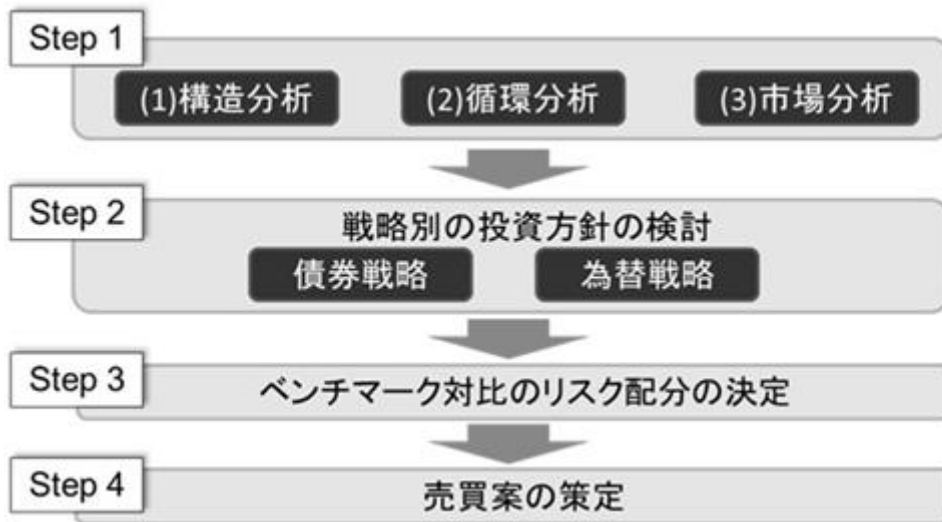 Step 1
(1)構造分析
(2)循環分析
(3)市場分析
Step 2
戦略別の投資方針の検討
債券戦略
為替戦略
Step 3
ベンチマーク対比のリスク配分の決定
Step 4
売買案の策定